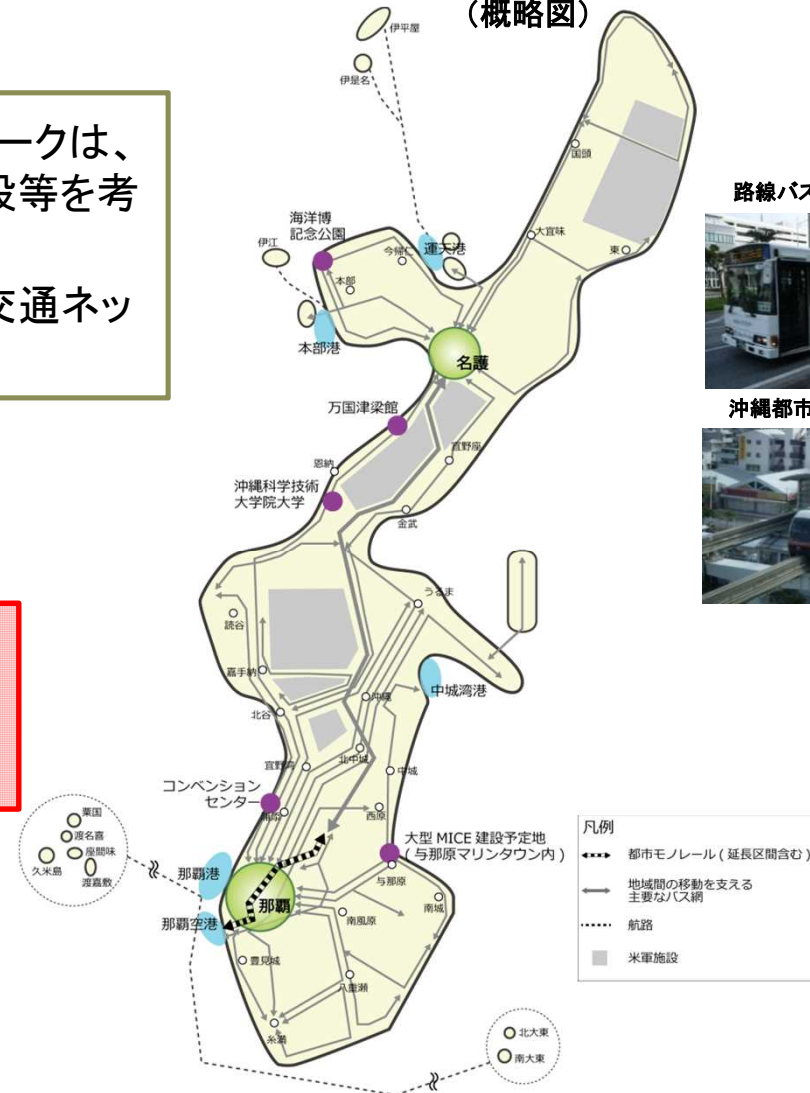 (概略図)
ークは、
設等を考
交通ネッ
路線バス
沖縄都市
伊平屋
伊是名
国頭
海洋博
記念公園
伊江
今帰仁
運天港
大宜味
東
本部
本部港
名護
万国津梁館
宜野座
恩納
沖縄科学技術
大学院大学
金武
うるま
読谷
嘉手納
中城湾港
沖縄
北谷
北中城
宜野湾
中城
コンベンション
センター
浦添
西原
大型 MICE 建設予定地
( 与那原マリンタウン内 )
粟国
渡名喜
座間味
久米島
渡嘉敷
那覇港
那覇
那覇空港
与那原
南城
南風原
豊見城
八重瀬
糸満
北大東
南大東
凡例
都市モノレール ( 延長区間含む )
地域間の移動を支える
主要なバス網
航路
米軍施設